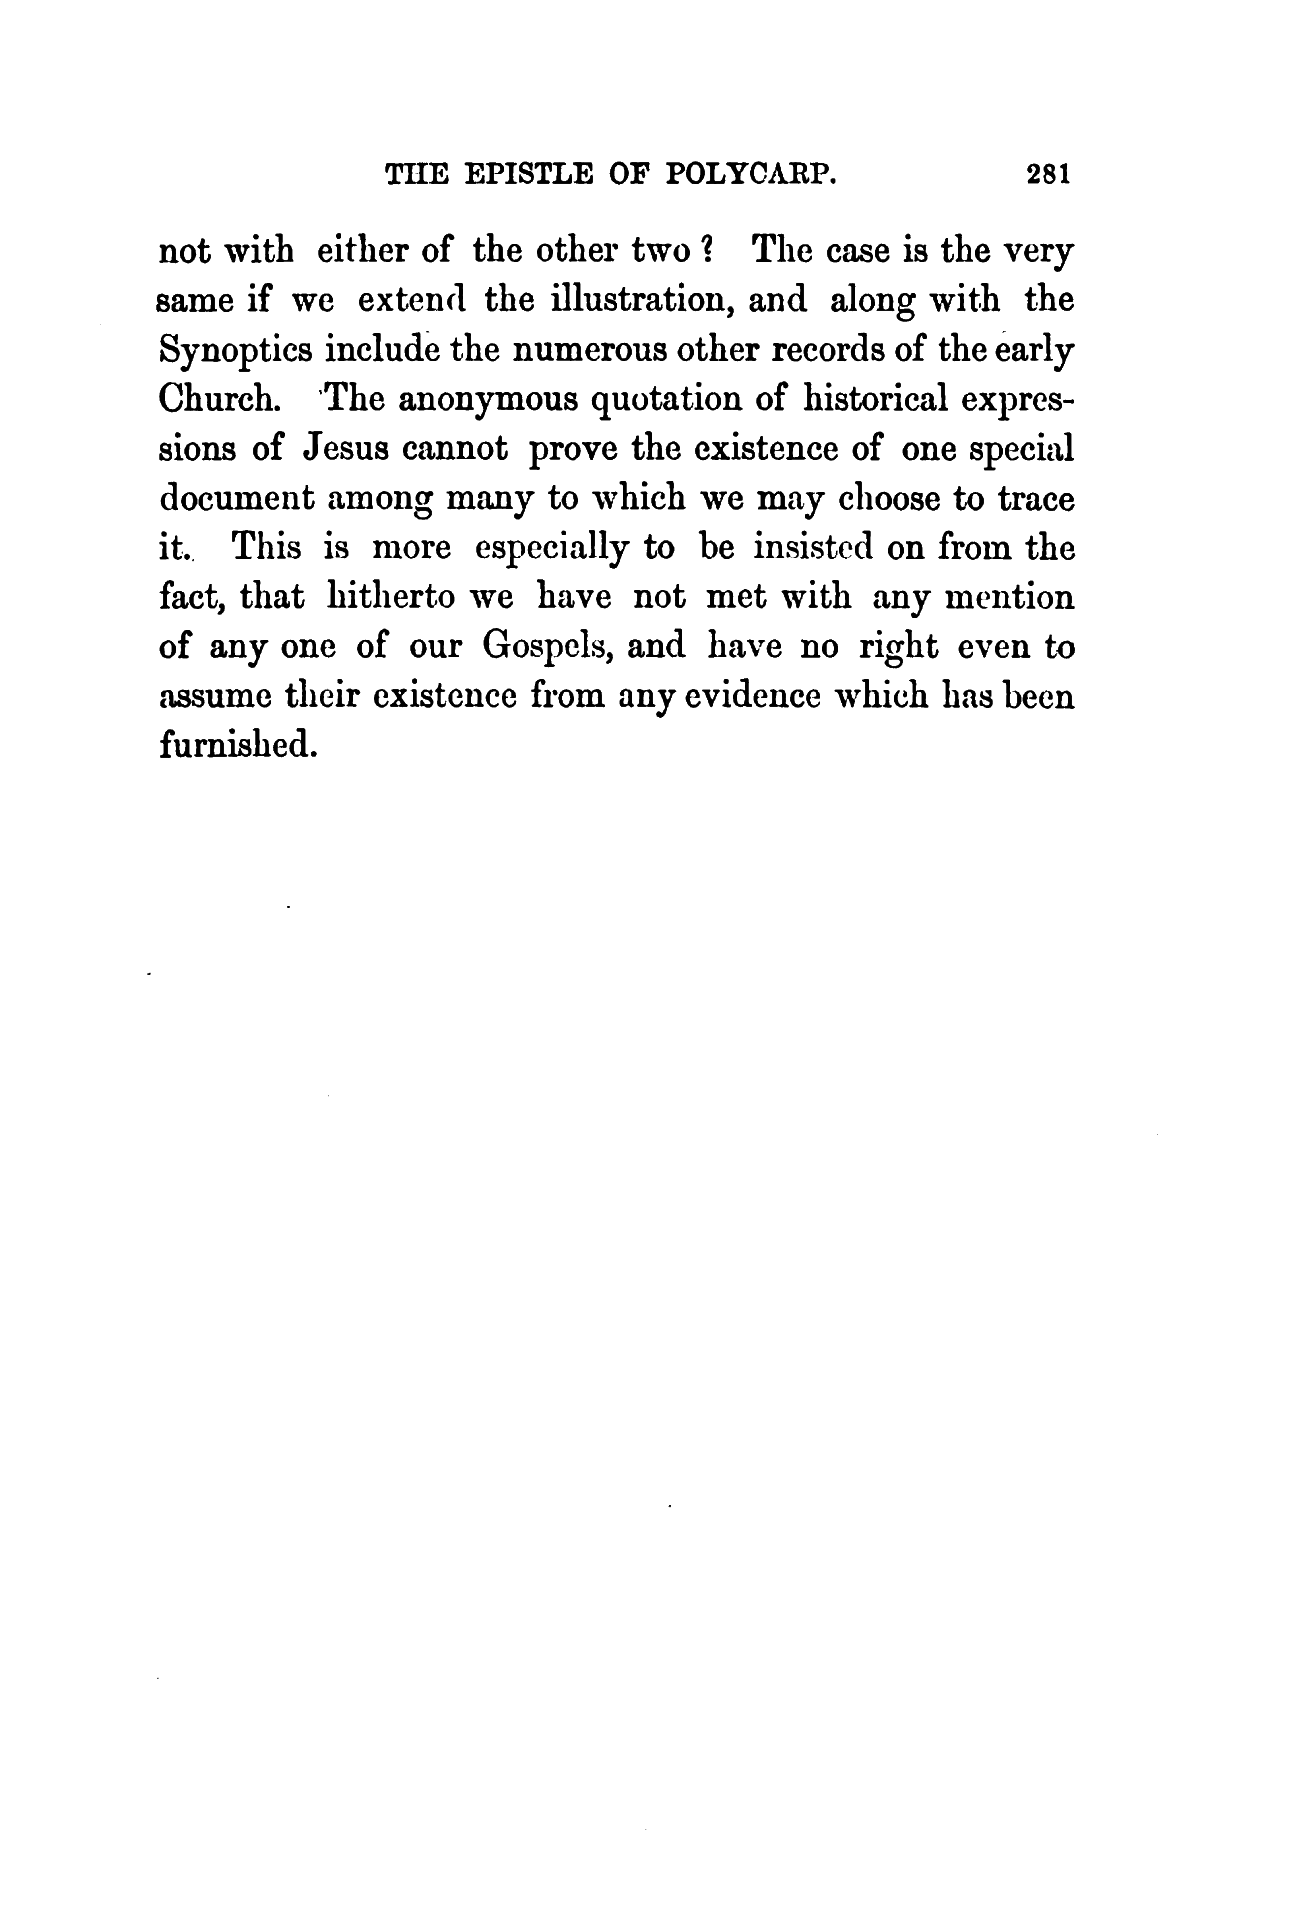 THE EPISTLE OF POLYCARP. 281
not with either of the other two ? The case is the very
same if we extend the illustration, and along with the
Synoptics include the numerous other records of the early
Church. The anonymous quotation of historical expres-
sions of Jesus cannot prove the existence of one special
document among many to which we may choose to trace
it. This is more especially to be insisted on from the
fact, that hitherto we have not met with any mention
of any one of our Gospels, and have no right even to
assume their existence from any evidence which has been
furnished.